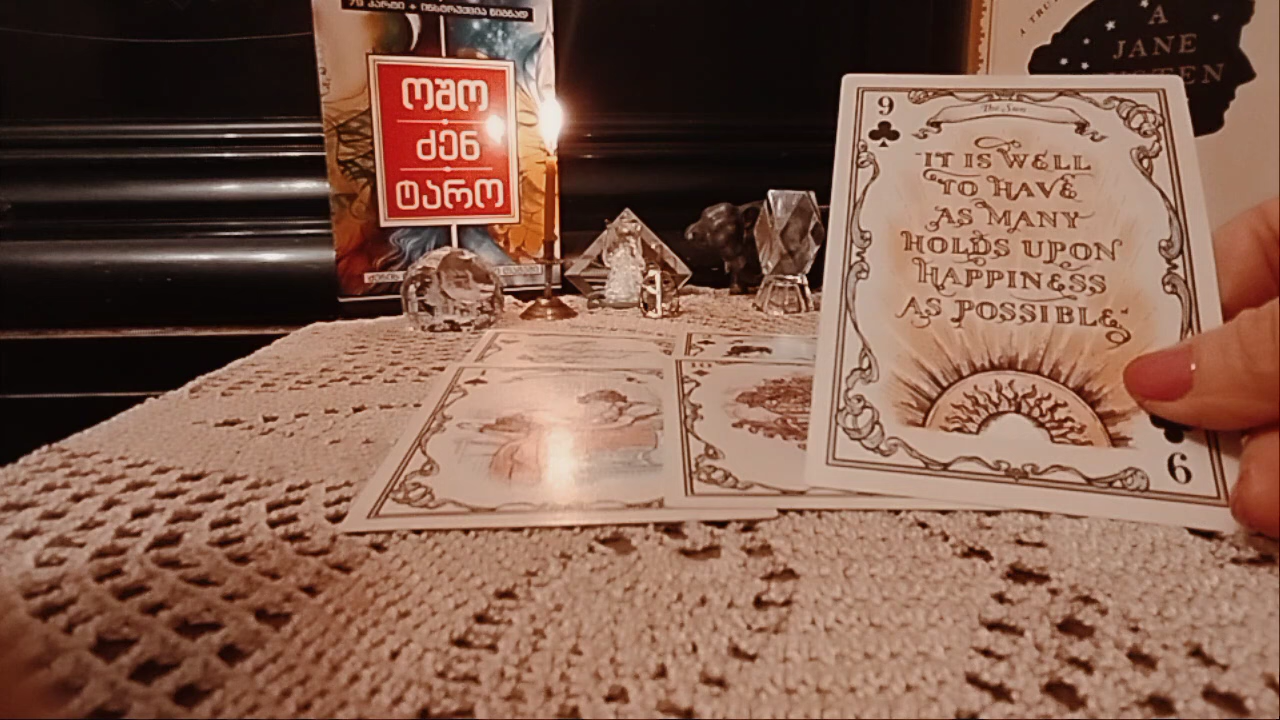 ოშო
ძენ
ტარო
A
JANE
9
The Sun
"IT IS WELL
TO HAVE
AS MANY
HOLDS UPON
HAPPINESS
AS POSSIBLE"
9